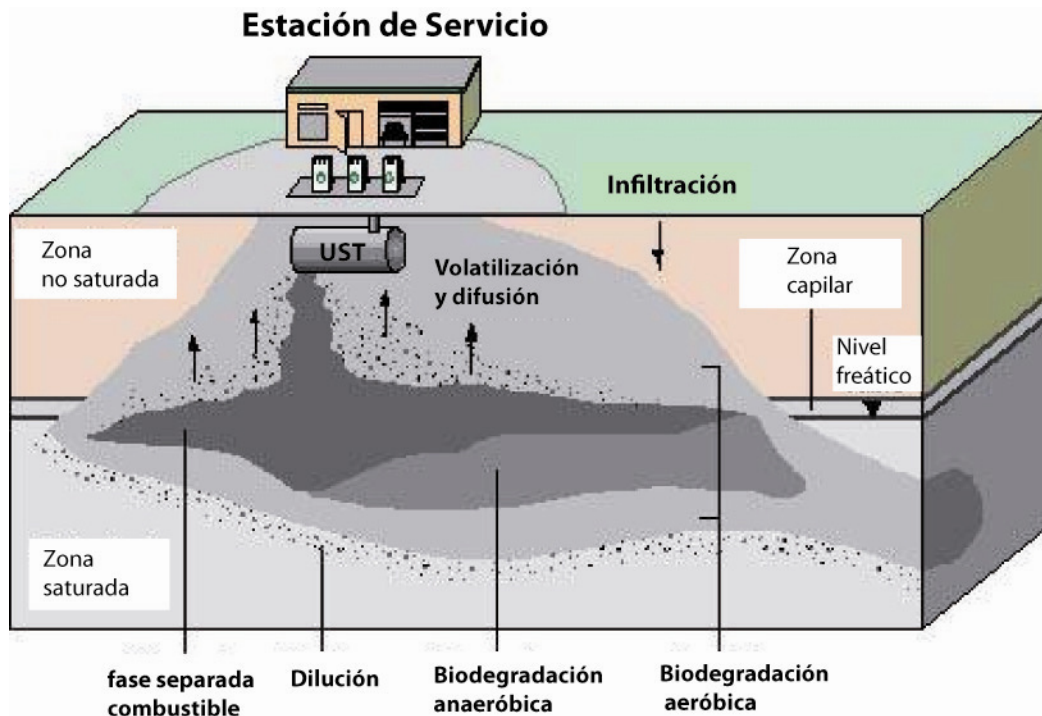 Estación de Servicio
Infiltración
UST
Zona
no saturada
Volatilización
y difusión
Zona
capilar
Nivel
freático
Zona
saturada
fase separada
combustible
Dilución
Biodegradación
anaeróbica
Biodegradación
aeróbica